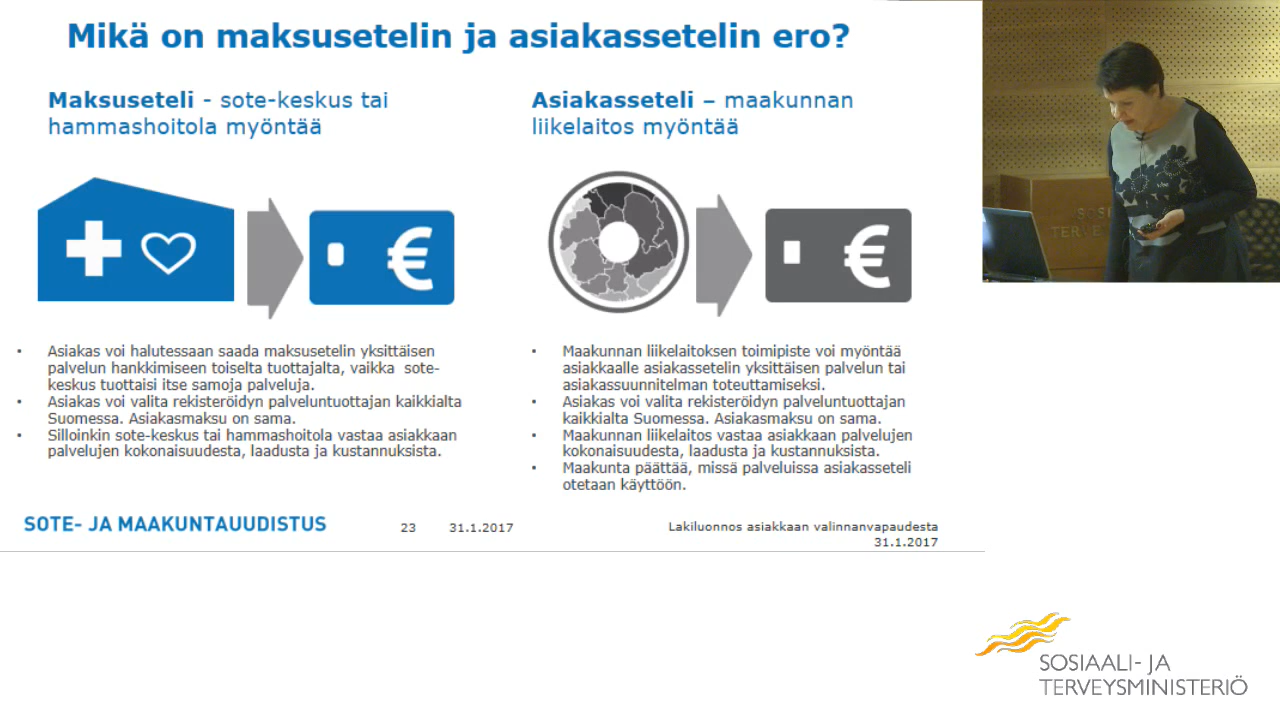 Mikä on maksusetelin ja asiakassetelin ero?
Maksuseteli - sote-keskus tai
hammashoitola myöntää
• Asiakas voi halutessaan saada maksusetelin yksittäisen
palvelun hankkimiseen toiselta tuottajalta, vaikka sote-
keskus tuottaisi itse samoja palveluja.
• Asiakas voi valita rekisteröidyn palveluntuottajan kaikkialta
Suomessa. Asiakasmaksu on sama.
• Silloinkin sote-keskus tai hammashoitola vastaa asiakkaan
palvelujen kokonaisuudesta, laadusta ja kustannuksista.
Asiakasseteli – maakunnan
liikelaitos myöntää
• Maakunnan liikelaitoksen toimipiste voi myöntää
asiakkaalle asiakassetelin yksittäisen palvelun tai
asiakassuunnitelman toteuttamiseksi.
• Asiakas voi valita rekisteröidyn palveluntuottajan
kaikkialta Suomessa. Asiakasmaksu on sama.
• Maakunnan liikelaitos vastaa asiakkaan palvelujen
kokonaisuudesta, laadusta ja kustannuksista.
• Maakunta päättää, missä palveluissa asiakasseteli
otetaan käyttöön.
€
€
SOTE- JA MAAKUNTAUUDISTUS
23 31.1.2017
Lakiluonnos asiakkaan valinnanvapaudesta
31.1.2017
SOSIAALI- JA
TERVEYSMINISTERIÖ